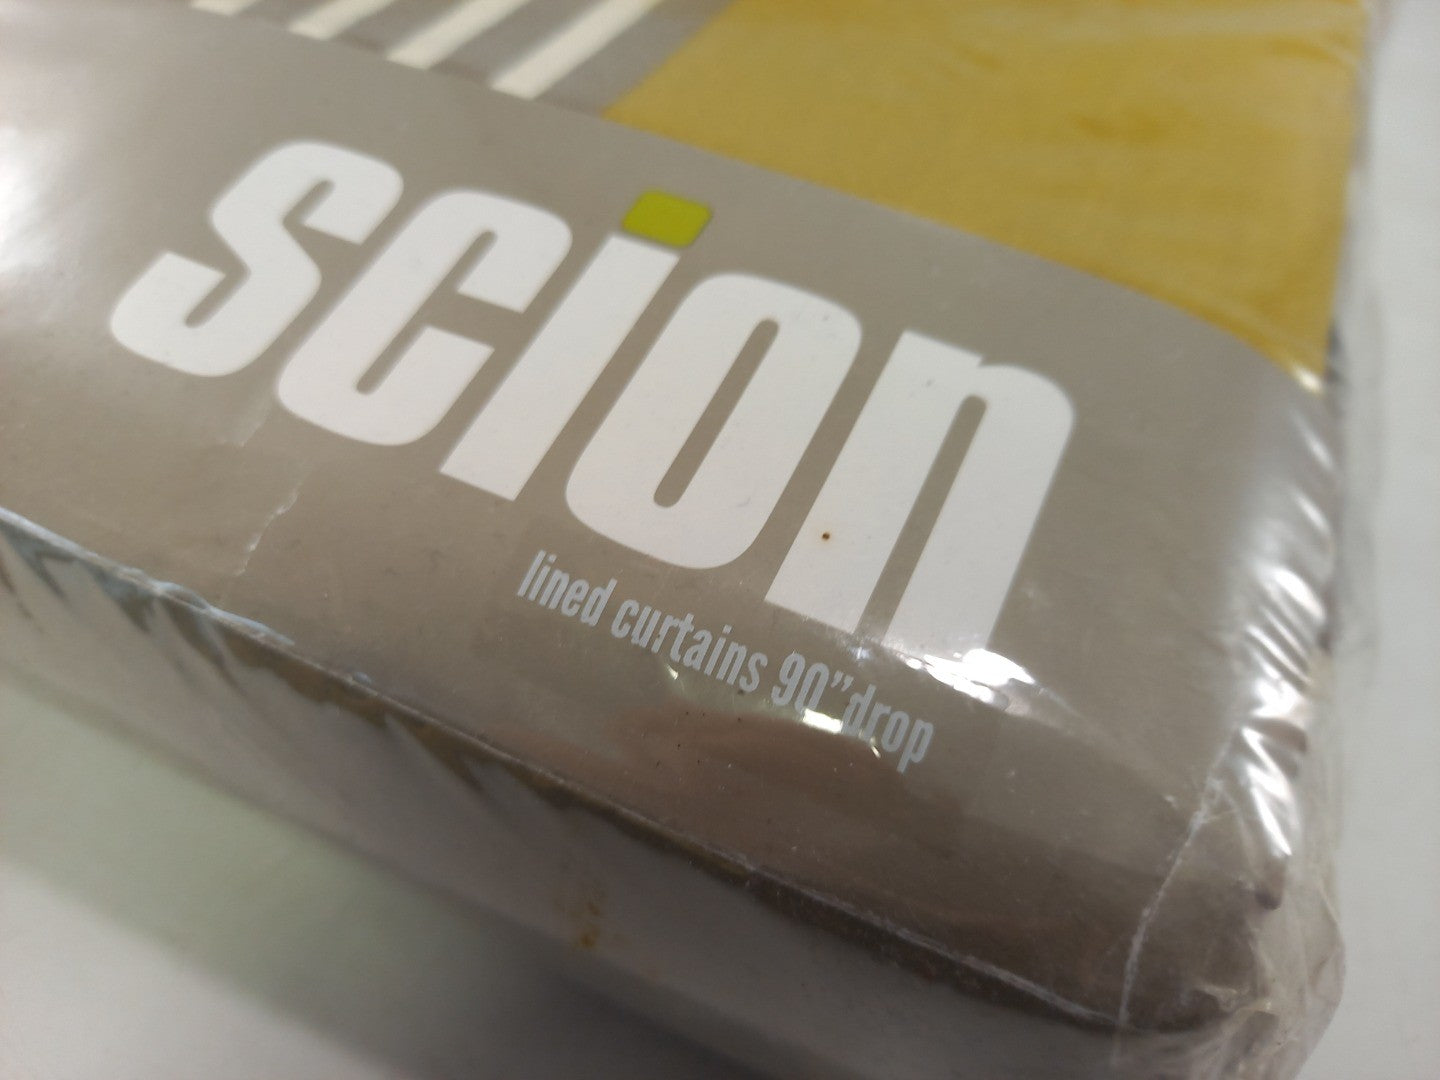 scion
lined curtains 90” drop